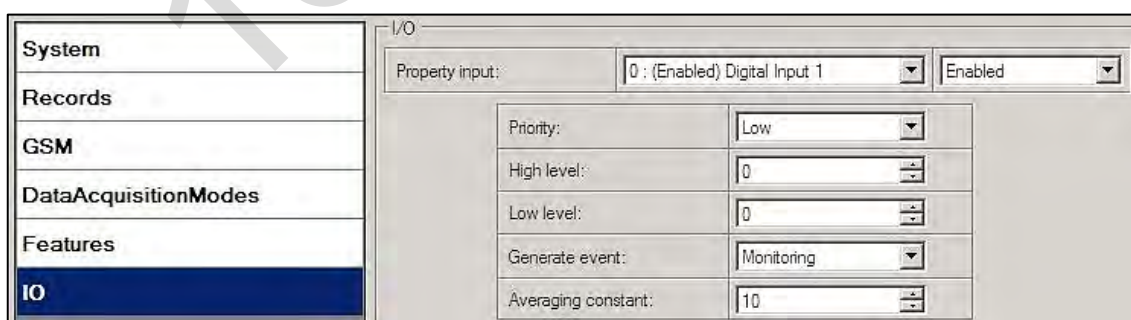 System
Records
GSM
DataAcquisitionModes
Features
IO
I/O
Property input: 0 : (Enabled) Digital Input 1 Enabled
Priority: Low
High level: 0
Low level: 0
Generate event: Monitoring
Averaging constant: 10